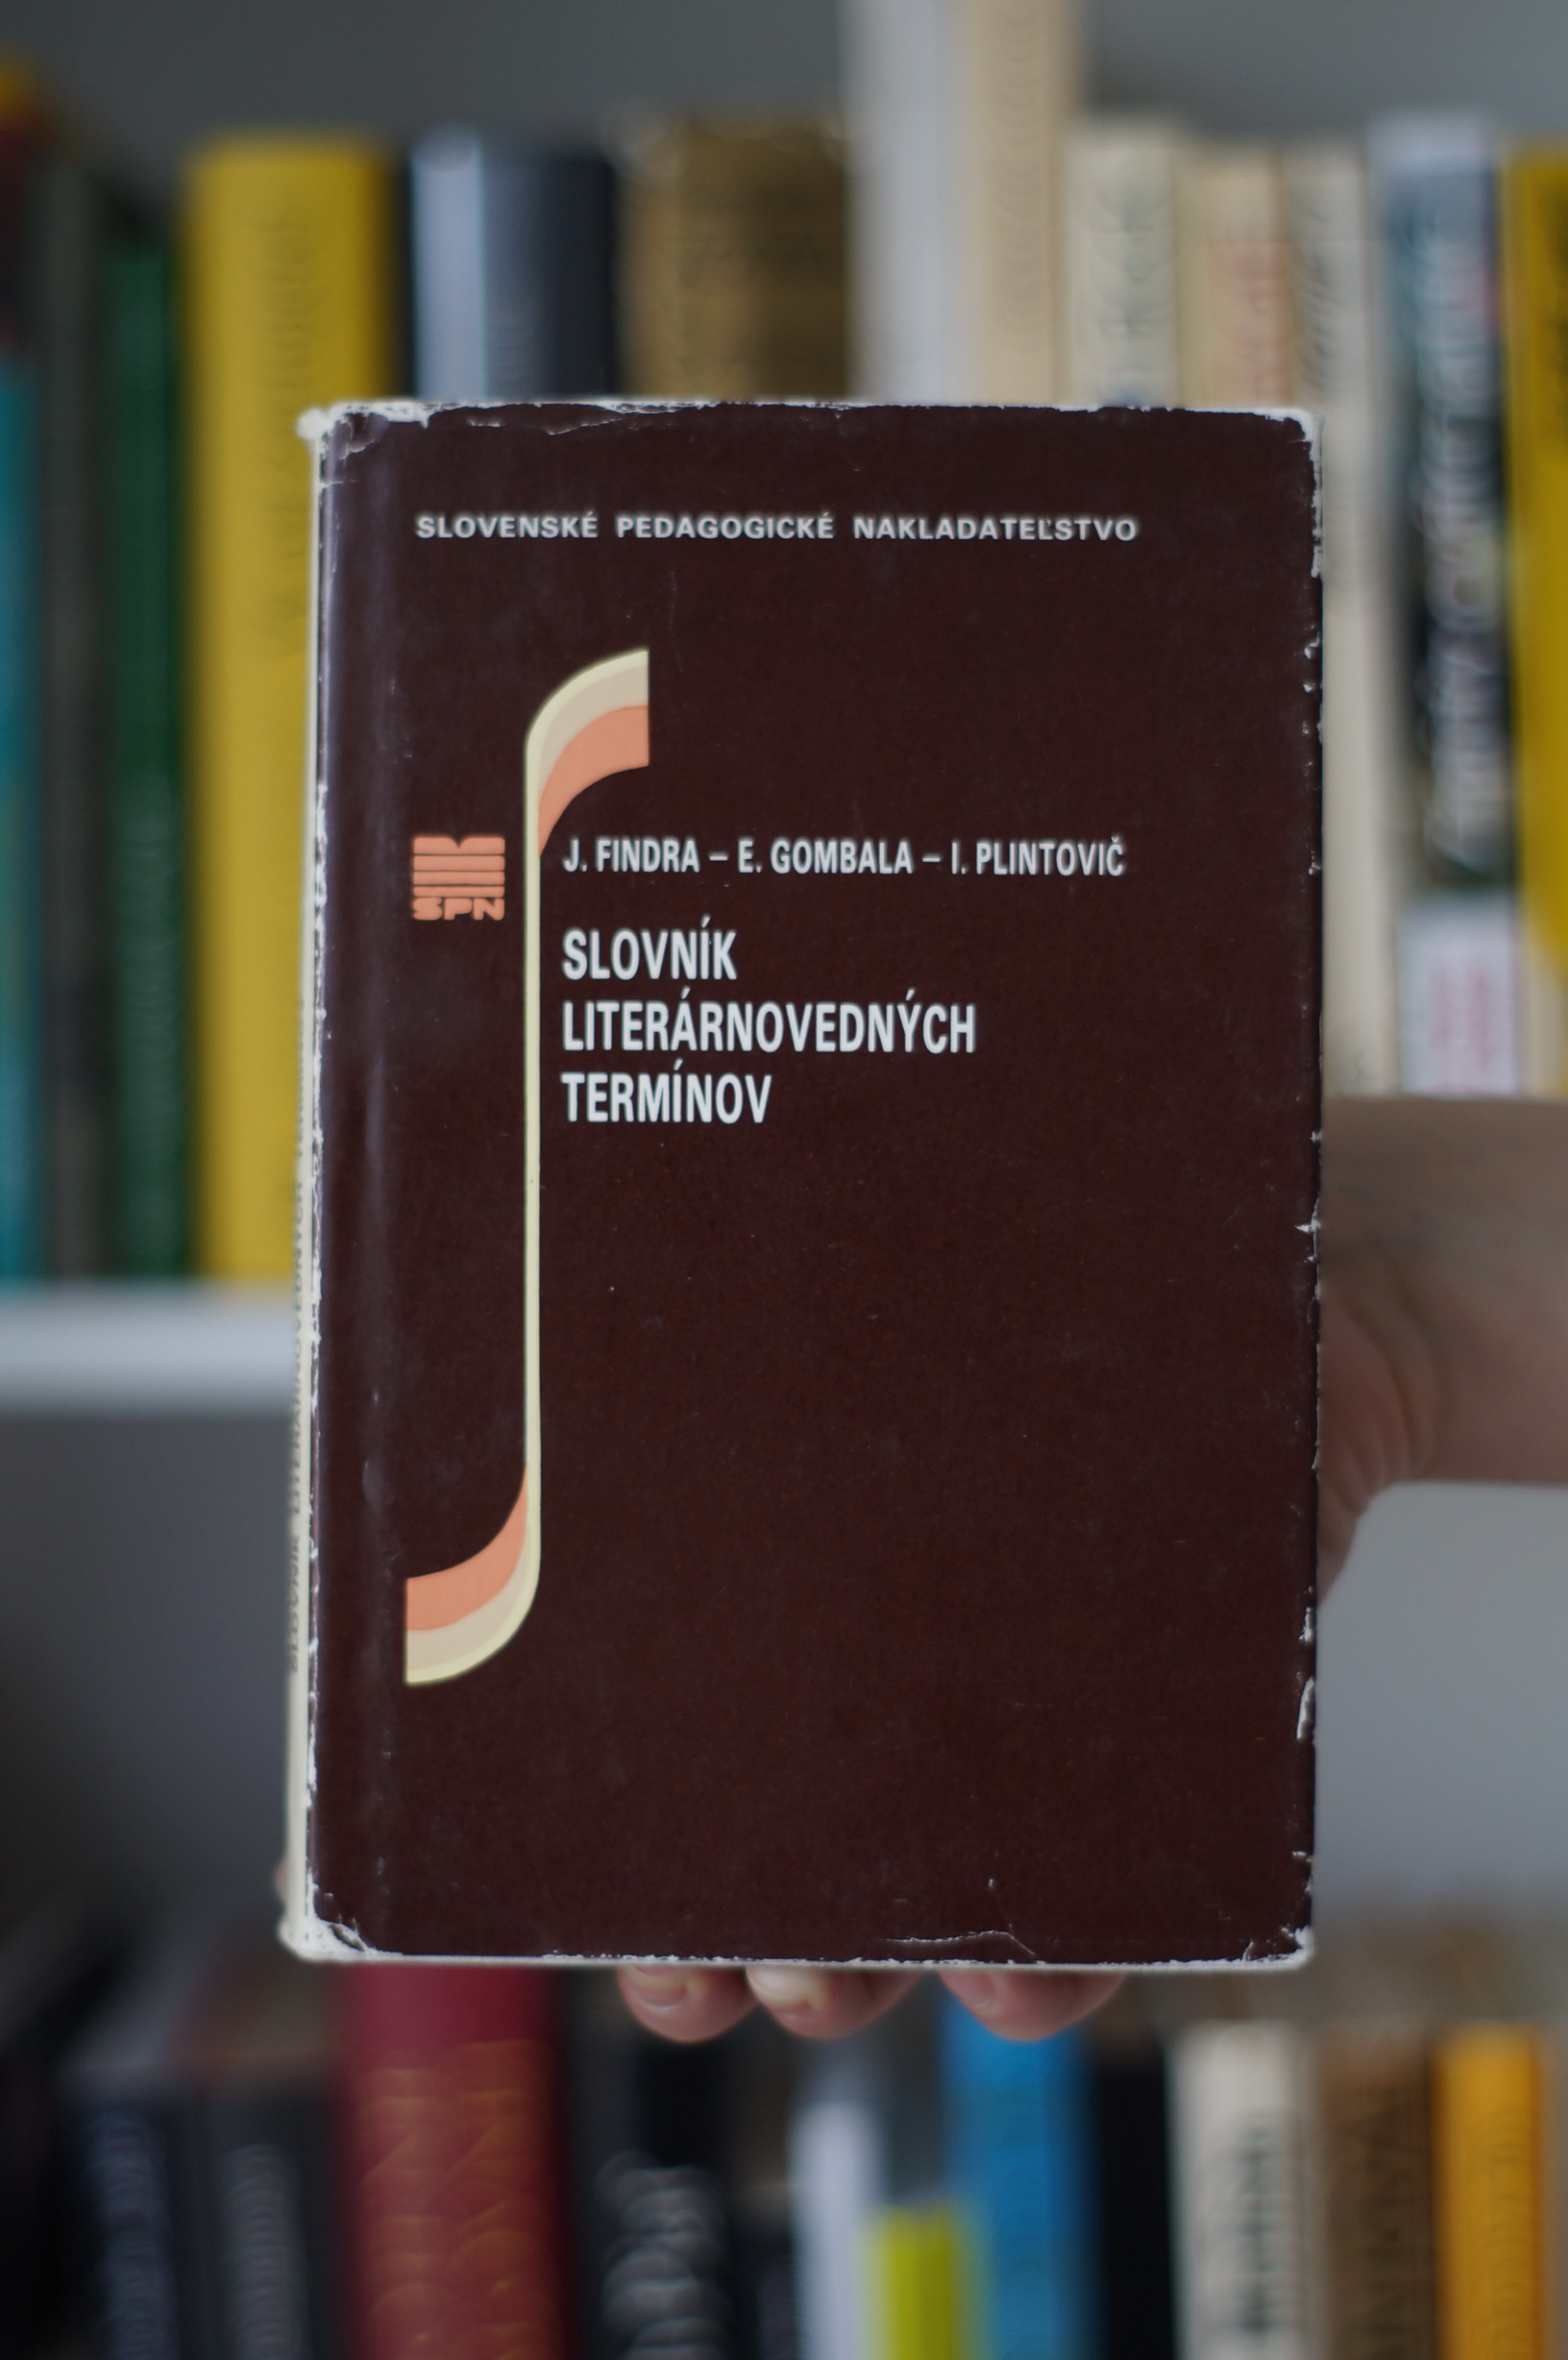 SLOVENSKÉ PEDAGOGICKÉ NAKLADATEĽSTVO
SPN
J. FINDRA – E. GOMBALA – I. PLINTOVIČ
SLOVNÍK
LITERÁRNOVEDNÝCH
TERMÍNOV